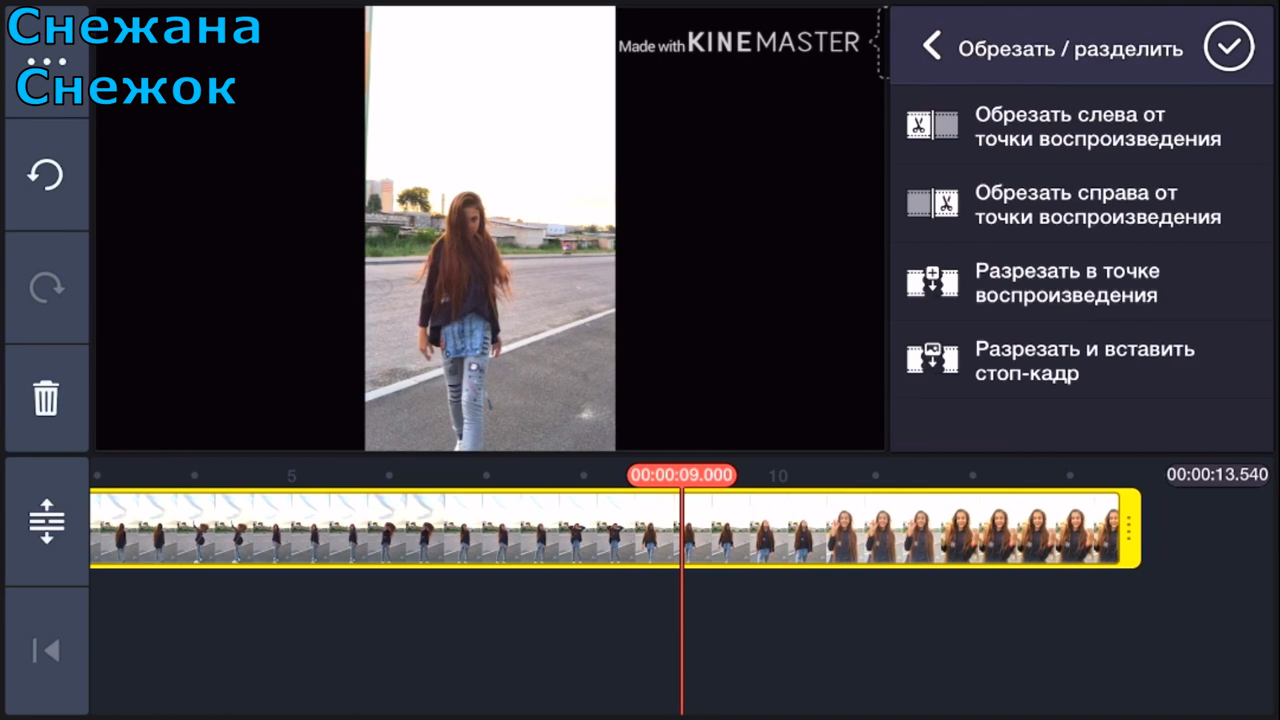 Снежана
Снежок
Made with KINEMASTER
Обрезать / разделить
Обрезать слева от
точки воспроизведения
Обрезать справа от
точки воспроизведения
Разрезать в точке
воспроизведения
Разрезать и вставить
стоп-кадр
5
00:00:09.000
10
00:00:13.540